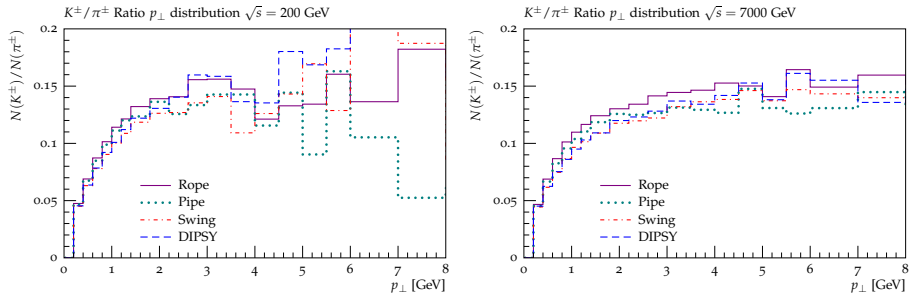 K±/π± Ratio p⊥ distribution √s = 200 GeV
N(K±)/N(π±)
0.2
0.15
0.1
0.05
0
Rope
Pipe
Swing
DIPSY
0 1 2 3 4 5 6 7 8
p⊥ [GeV]
K±/π± Ratio p⊥ distribution √s = 7000 GeV
N(K±)/N(π±)
0.2
0.15
0.1
0.05
0
Rope
Pipe
Swing
DIPSY
0 1 2 3 4 5 6 7 8
p⊥ [GeV]